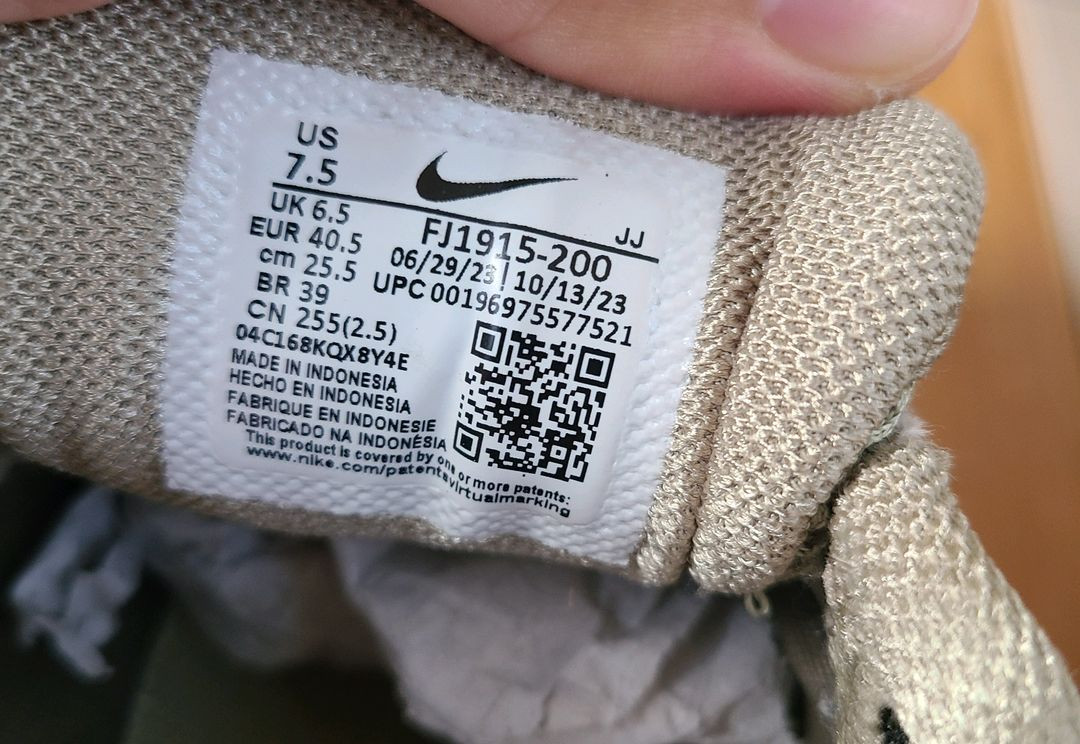 US
7.5
UK 6.5
EUR 40.5
cm 25.5
BR 39
CN 255(2.5)
04C168KQX8Y4E
MADE IN INDONESIA
HECHO EN INDONESIA
FABRIQUE EN INDONESIE
FABRICADO NA INDONÉSIA
This product is covered by one or more patents:
www.nike.com/patentvirtualmarking
JJ
FJ1915-200
06/29/23 | 10/13/23
UPC 00196975577521